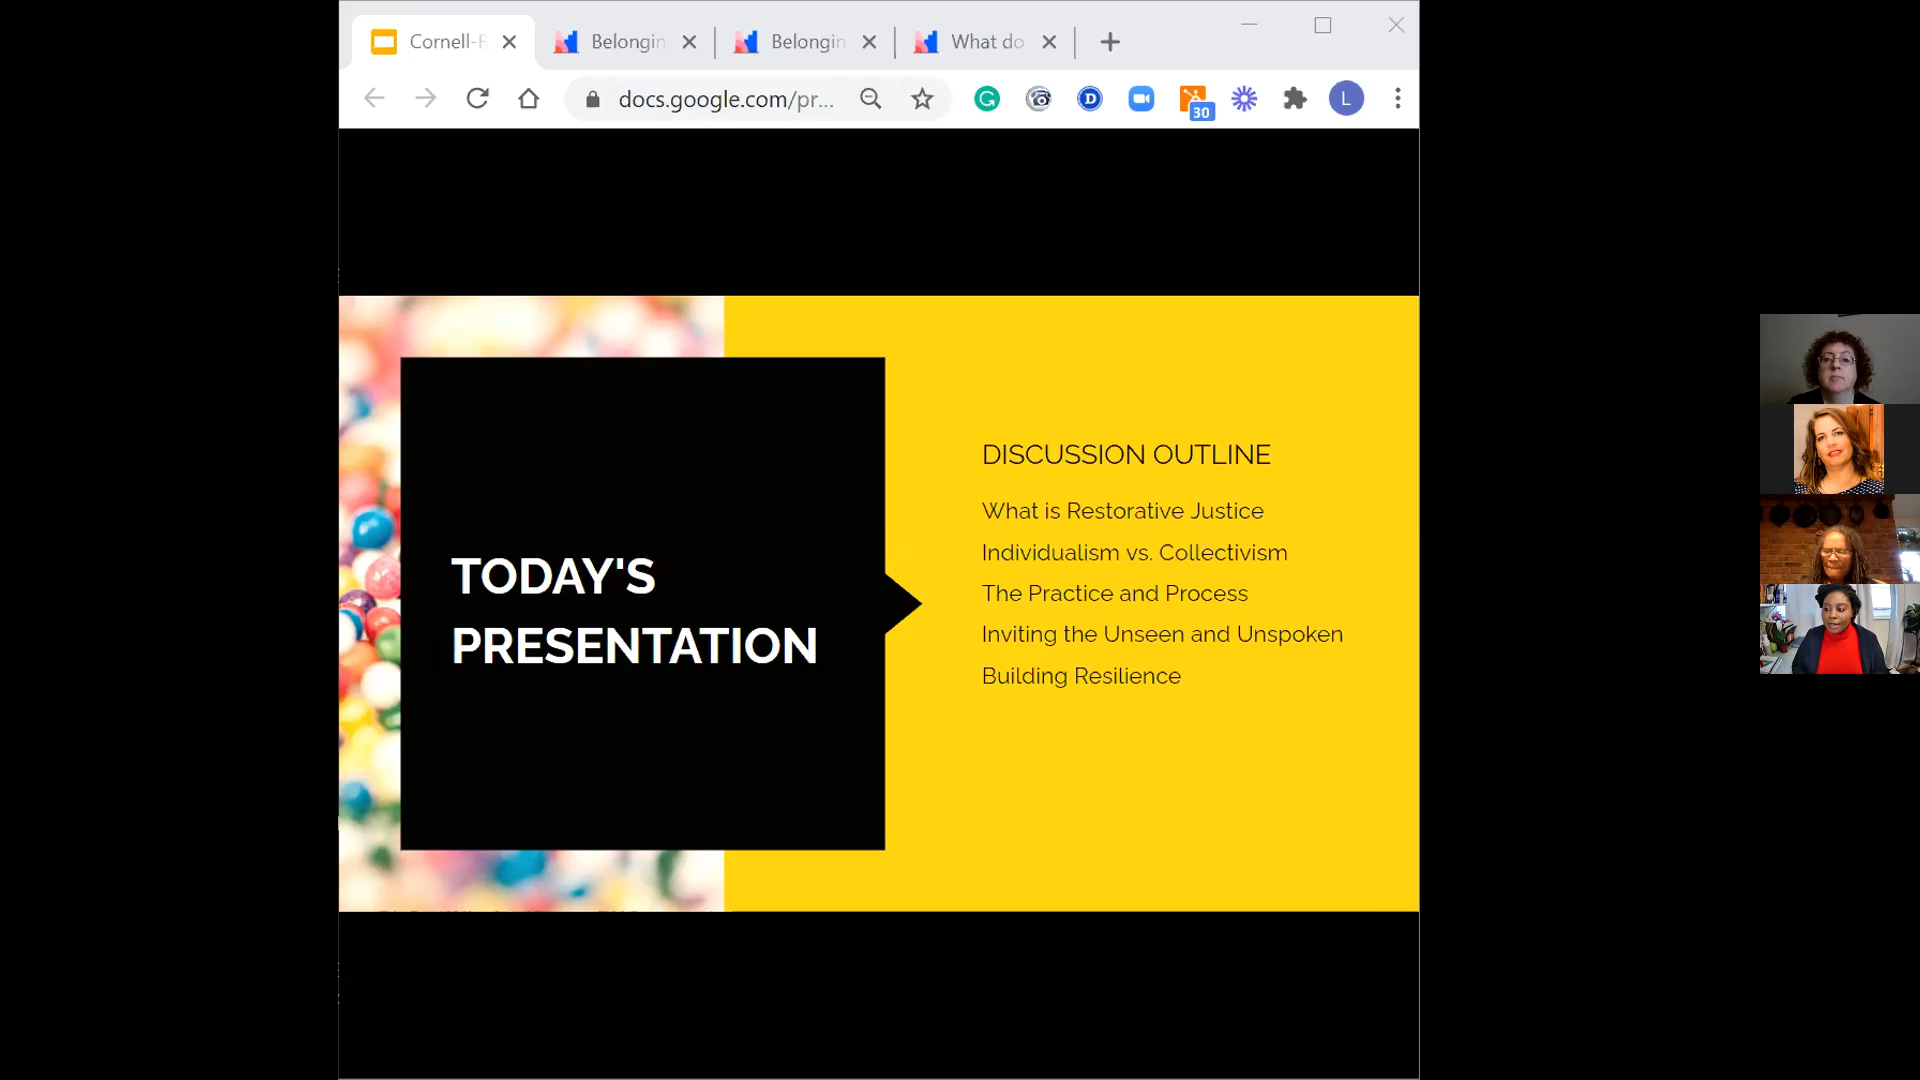 Cornell-R
Belongin
Belongin
What do
docs.google.com/pr...
30
L
TODAY'S
PRESENTATION
DISCUSSION OUTLINE
What is Restorative Justice
Individualism vs. Collectivism
The Practice and Process
Inviting the Unseen and Unspoken
Building Resilience